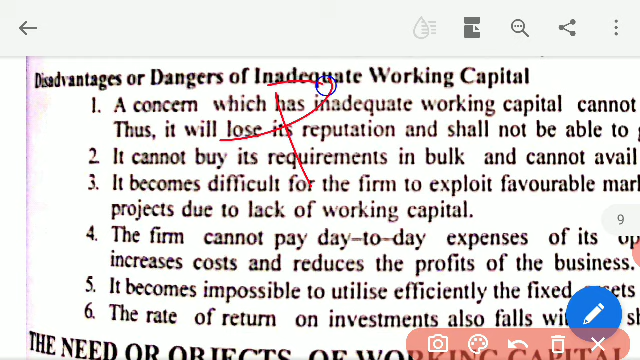 Disadvantages or Dangers of Inadequate Working Capital
1. A concern which has inadequate working capital cannot
Thus, it will lose its reputation and shall not be able to
2. It cannot buy its requirements in bulk and cannot avail
3. It becomes difficult for the firm to exploit favourable mar
projects due to lack of working capital.
9
4. The firm cannot pay day-to-day expenses of its op
increases costs and reduces the profits of the business.
5. It becomes impossible to utilise efficiently the fixed assets
6. The rate of return on investments also falls wi sh
THE NEED OR OBJECTS OF WORKING CAPITAL